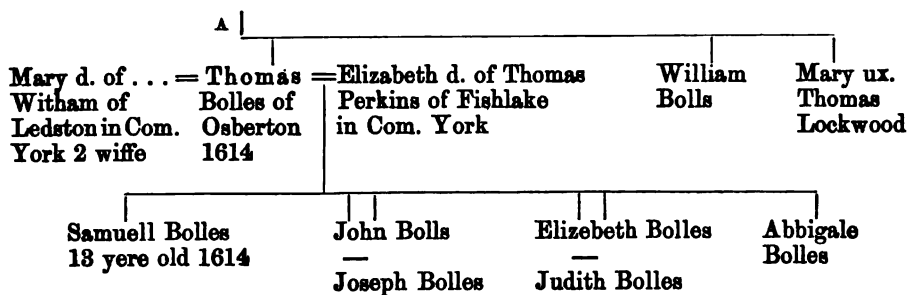 A
Mary d. of ... = Thomas = Elizabeth d. of Thomas William Mary ux.
Witham of Bolles of Perkins of Fishlake Bolls Thomas
Ledston in Com. Osberton in Com. York Lockwood
York 2 wiffe 1614
Samuell Bolles John Bolls Elizebeth Bolles Abbigale
13 yere old 1614 — — Bolles
Joseph Bolles Judith Bolles